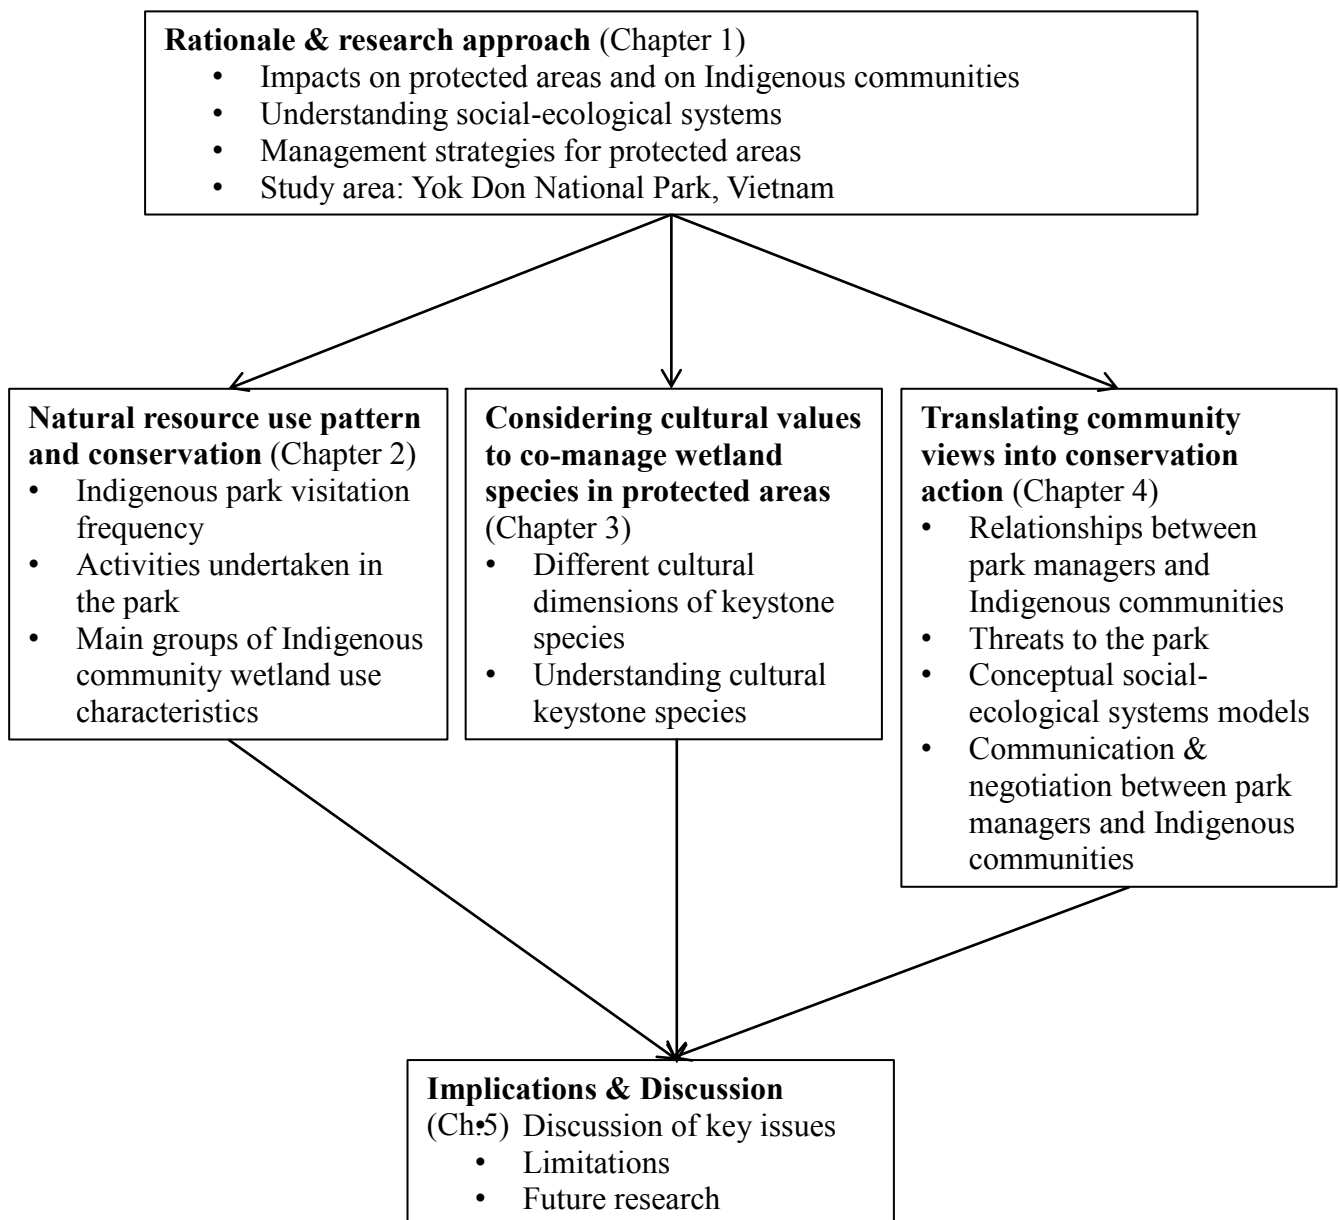 Rationale & research approach (Chapter 1)
• Impacts on protected areas and on Indigenous communities
• Understanding social-ecological systems
• Management strategies for protected areas
• Study area: Yok Don National Park, Vietnam
Natural resource use pattern
and conservation (Chapter 2)
• Indigenous park visitation
frequency
• Activities undertaken in
the park
• Main groups of Indigenous
community wetland use
characteristics
Considering cultural values
to co-manage wetland
species in protected areas
(Chapter 3)
• Different cultural
dimensions of keystone
species
• Understanding cultural
keystone species
Translating community
views into conservation
action (Chapter 4)
• Relationships between
park managers and
Indigenous communities
• Threats to the park
• Conceptual social-
ecological systems models
• Communication &
negotiation between park
managers and Indigenous
communities
Implications & Discussion
(Ch.5)
• Discussion of key issues
• Limitations
• Future research